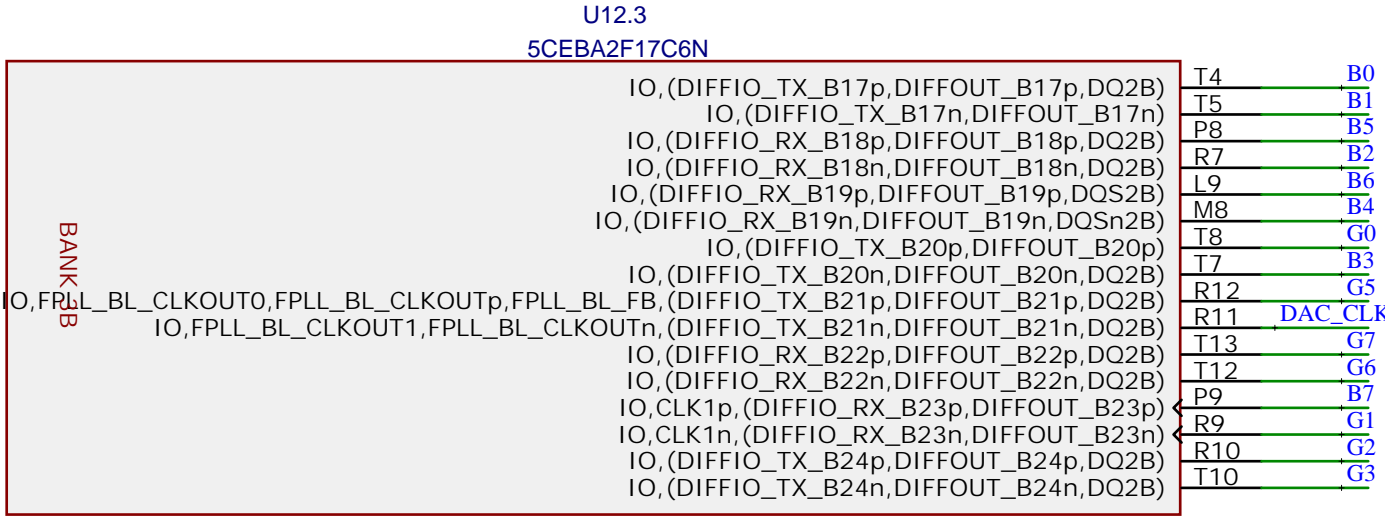 U12.3
5CEBA2F17C6N
IO,(DIFFIO_TX_B17p,DIFFOUT_B17p,DQ2B) T4 B0
IO,(DIFFIO_TX_B17n,DIFFOUT_B17n) T5 B1
IO,(DIFFIO_RX_B18p,DIFFOUT_B18p,DQ2B) P8 B5
IO,(DIFFIO_RX_B18n,DIFFOUT_B18n,DQ2B) R7 B2
IO,(DIFFIO_RX_B19p,DIFFOUT_B19p,DQS2B) L9 B6
IO,(DIFFIO_RX_B19n,DIFFOUT_B19n,DQSn2B) M8 B4
IO,(DIFFIO_TX_B20p,DIFFOUT_B20p) T8 G0
IO,(DIFFIO_TX_B20n,DIFFOUT_B20n,DQ2B) T7 B3
IO,FPLL_BL_CLKOUT0,FPLL_BL_CLKOUTp,FPLL_BL_FB,(DIFFIO_TX_B21p,DIFFOUT_B21p,DQ2B) R12 G5
IO,FPLL_BL_CLKOUT1,FPLL_BL_CLKOUTn,(DIFFIO_TX_B21n,DIFFOUT_B21n,DQ2B) R11 DAC_CLK
IO,(DIFFIO_RX_B22p,DIFFOUT_B22p,DQ2B) T13 G7
IO,(DIFFIO_RX_B22n,DIFFOUT_B22n,DQ2B) T12 G6
IO,CLK1p,(DIFFIO_RX_B23p,DIFFOUT_B23p) P9 B7
IO,CLK1n,(DIFFIO_RX_B23n,DIFFOUT_B23n) R9 G1
IO,(DIFFIO_TX_B24p,DIFFOUT_B24p,DQ2B) R10 G2
IO,(DIFFIO_TX_B24n,DIFFOUT_B24n,DQ2B) T10 G3
BANK 3B